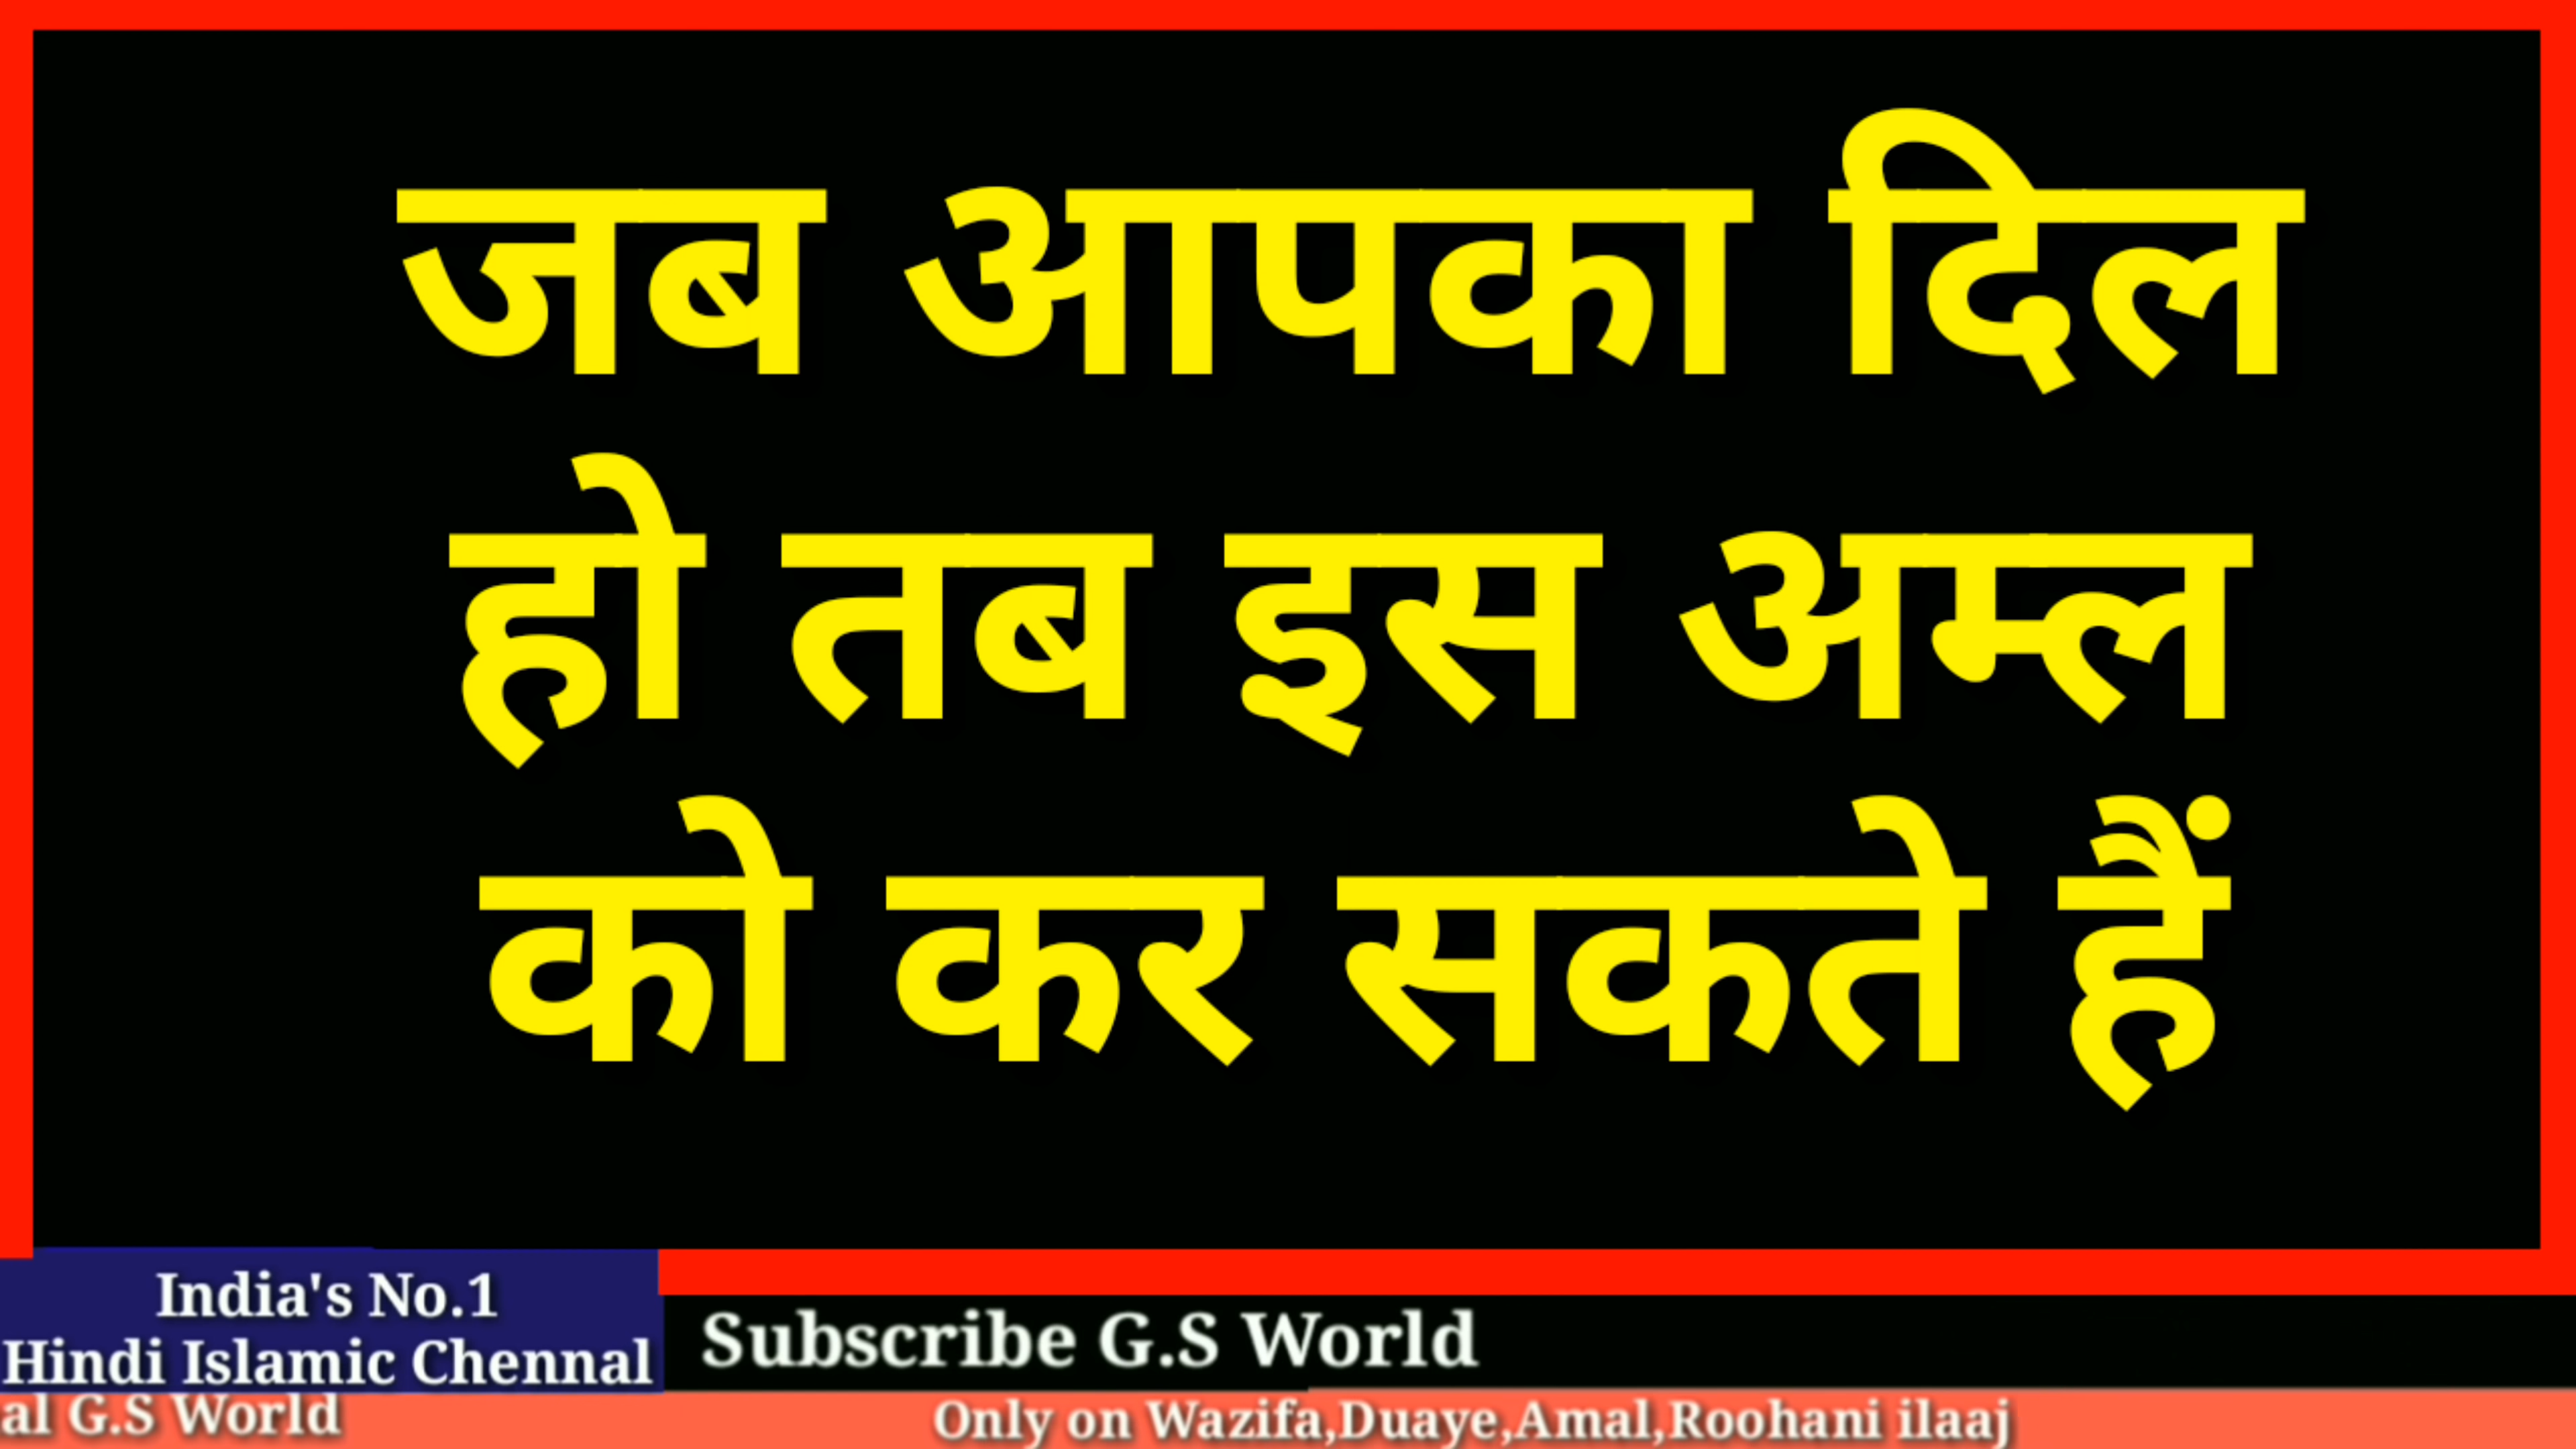 जब आपका दिल
हो तब इस अम्ल
को कर सकते हैं
India's No.1
Hindi Islamic Chennal
Subscribe G.S World
al G.S World
Only on Wazifa,Duaye,Amal,Roohani ilaaj